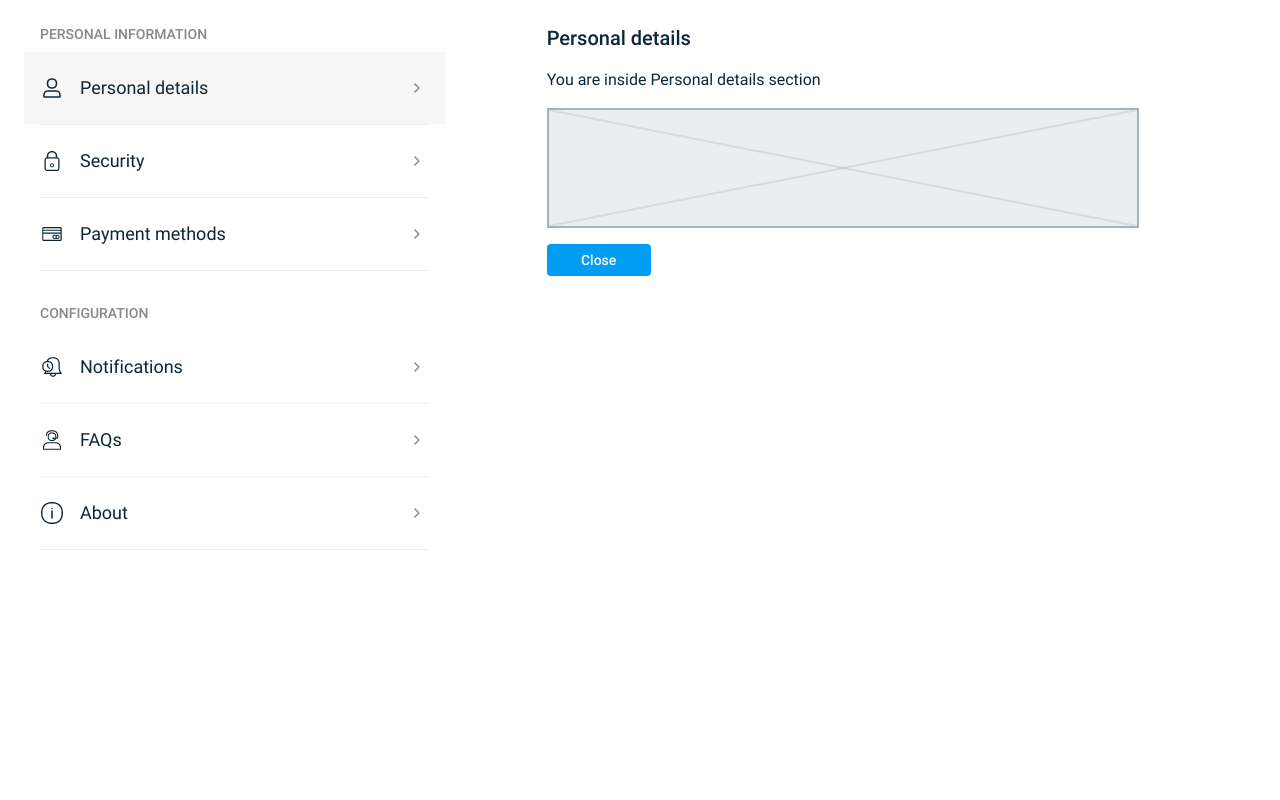 PERSONAL INFORMATION
Personal details
Security
Payment methods
CONFIGURATION
Notifications
FAQs
About
Personal details
You are inside Personal details section
Close